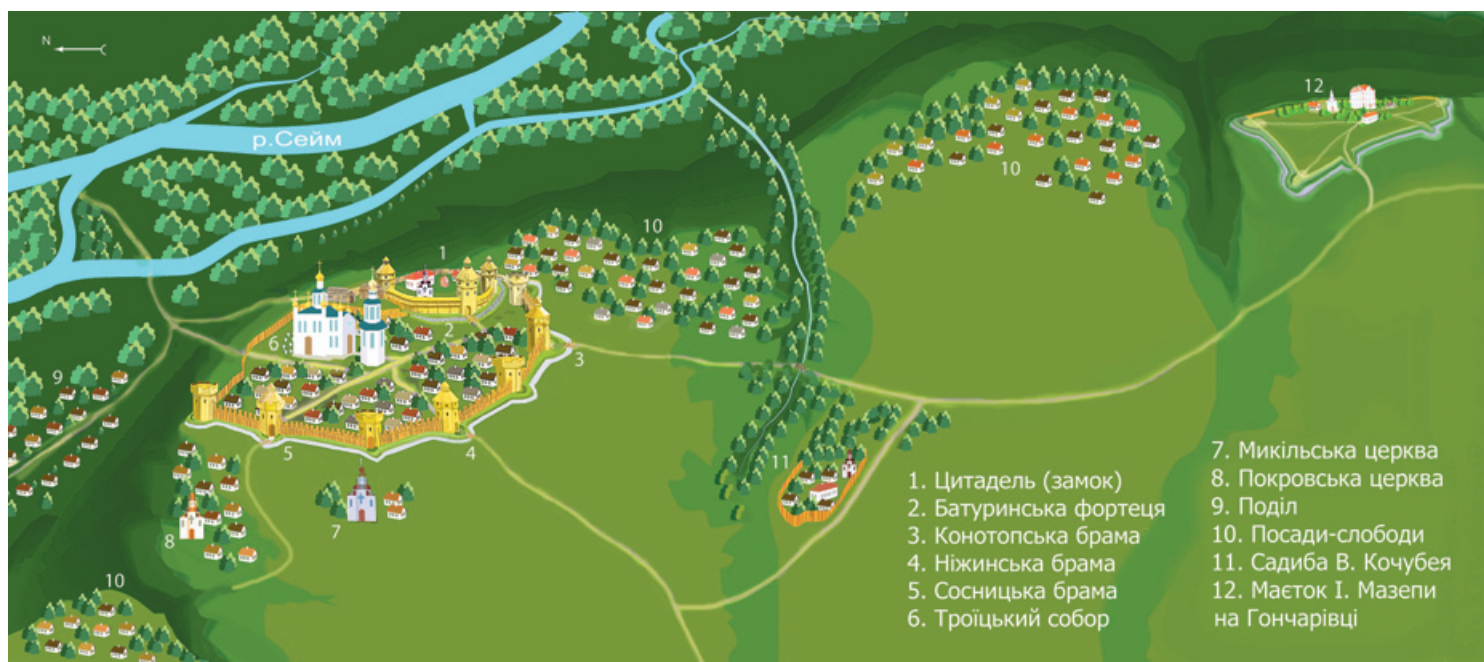 N
р.Сейм
12
10
10
1
2
6
3
9
5
4
11
7
8
10
1. Цитадель (замок)
2. Батуринська фортеця
3. Конотопська брама
4. Ніжинська брама
5. Сосницька брама
6. Троїцький собор
7. Микільська церква
8. Покровська церква
9. Поділ
10. Посади-слободи
11. Садиба В. Кочубея
12. Маєток І. Мазепи
на Гончарівці